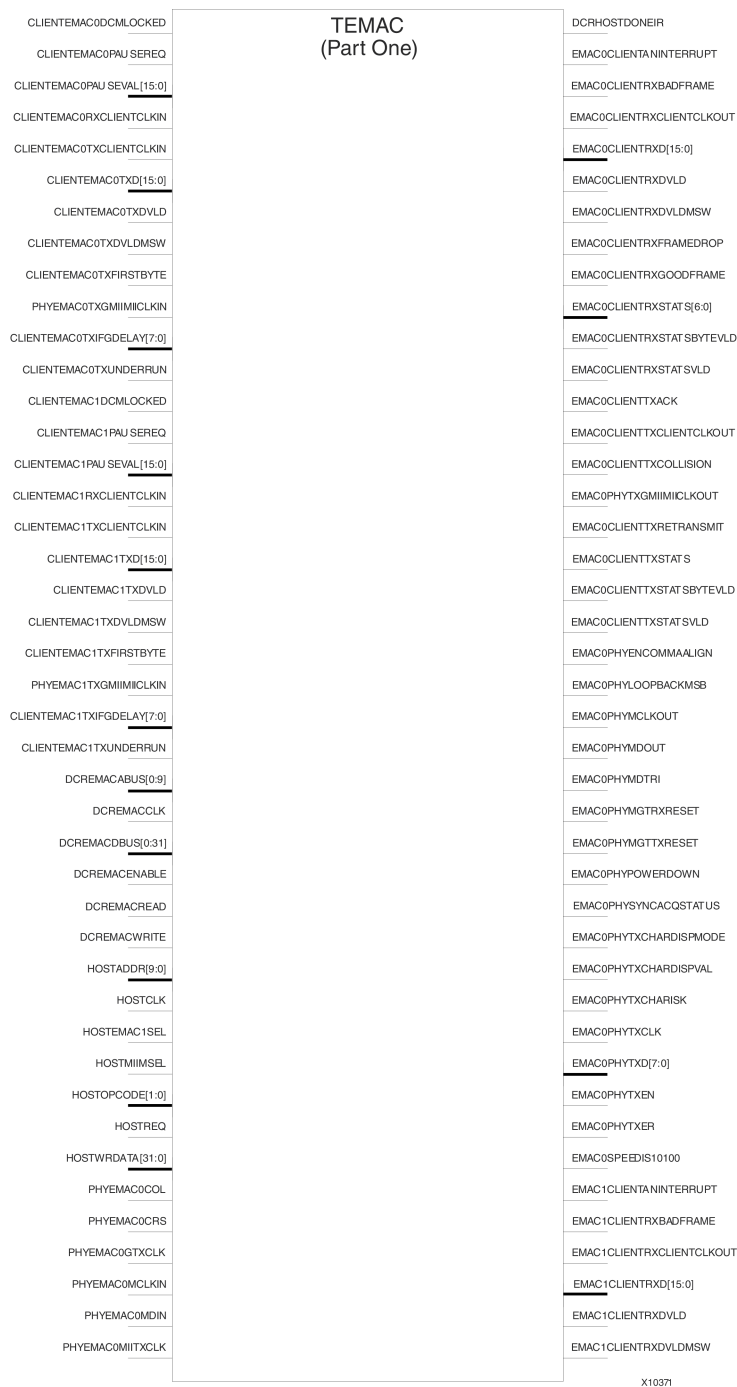 TEMAC
(Part One)
CLIENTEMAC0DCMLOCKED
CLIENTEMAC0PAUSEREQ
CLIENTEMAC0PAUSEVAL[15:0]
CLIENTEMAC0RXCLIENTCLKIN
CLIENTEMAC0TXCLIENTCLKIN
CLIENTEMAC0TXD[15:0]
CLIENTEMAC0TXDVLD
CLIENTEMAC0TXDVLDMSW
CLIENTEMAC0TXFIRSTBYTE
PHYEMAC0TXGMIIMIICLKIN
CLIENTEMAC0TXIFGDELAY[7:0]
CLIENTEMAC0TXUNDERRUN
CLIENTEMAC1DCMLOCKED
CLIENTEMAC1PAUSEREQ
CLIENTEMAC1PAUSEVAL[15:0]
CLIENTEMAC1RXCLIENTCLKIN
CLIENTEMAC1TXCLIENTCLKIN
CLIENTEMAC1TXD[15:0]
CLIENTEMAC1TXDVLD
CLIENTEMAC1TXDVLDMSW
CLIENTEMAC1TXFIRSTBYTE
PHYEMAC1TXGMIIMIICLKIN
CLIENTEMAC1TXIFGDELAY[7:0]
CLIENTEMAC1TXUNDERRUN
DCREMACABUS[0:9]
DCREMACCLK
DCREMACDBUS[0:31]
DCREMACENABLE
DCREMACREAD
DCREMACWRITE
HOSTADDR[9:0]
HOSTCLK
HOSTEMAC1SEL
HOSTMIIMSEL
HOSTOPCODE[1:0]
HOSTREQ
HOSTWRDATA[31:0]
PHYEMAC0COL
PHYEMAC0CRS
PHYEMAC0GTXCLK
PHYEMAC0MCLKIN
PHYEMAC0MDIN
PHYEMAC0MIITXCLK
DCRHOSTDONEIR
EMAC0CLIENTANINTERRUPT
EMAC0CLIENTRXBADFRAME
EMAC0CLIENTRXCLIENTCLKOUT
EMAC0CLIENTRXD[15:0]
EMAC0CLIENTRXDVLD
EMAC0CLIENTRXDVLDMSW
EMAC0CLIENTRXFRAMEDROP
EMAC0CLIENTRXGOODFRAME
EMAC0CLIENTRXSTATS[6:0]
EMAC0CLIENTRXSTATSBYTEVLD
EMAC0CLIENTRXSTATSVLD
EMAC0CLIENTTXACK
EMAC0CLIENTTXCLIENTCLKOUT
EMAC0CLIENTTXCOLLISION
EMAC0PHYTXGMIIMIICLKOUT
EMAC0CLIENTTXRETRANSMIT
EMAC0CLIENTTXSTATS
EMAC0CLIENTTXSTATSBYTEVLD
EMAC0CLIENTTXSTATSVLD
EMAC0PHYENCOMMAALIGN
EMAC0PHYLOOPBACKMSB
EMAC0PHYMCLKOUT
EMAC0PHYMDOUT
EMAC0PHYMDTRI
EMAC0PHYMGTRXRESET
EMAC0PHYMGTTXRESET
EMAC0PHYPOWERDOWN
EMAC0PHYSYNCACQSTATUS
EMAC0PHYTXCHARDISPMODE
EMAC0PHYTXCHARDISPVAL
EMAC0PHYTXCHARISK
EMAC0PHYTXCLK
EMAC0PHYTXD[7:0]
EMAC0PHYTXEN
EMAC0PHYTXER
EMAC0SPEEDIS10100
EMAC1CLIENTANINTERRUPT
EMAC1CLIENTRXBADFRAME
EMAC1CLIENTRXCLIENTCLKOUT
EMAC1CLIENTRXD[15:0]
EMAC1CLIENTRXDVLD
EMAC1CLIENTRXDVLDMSW
X10371